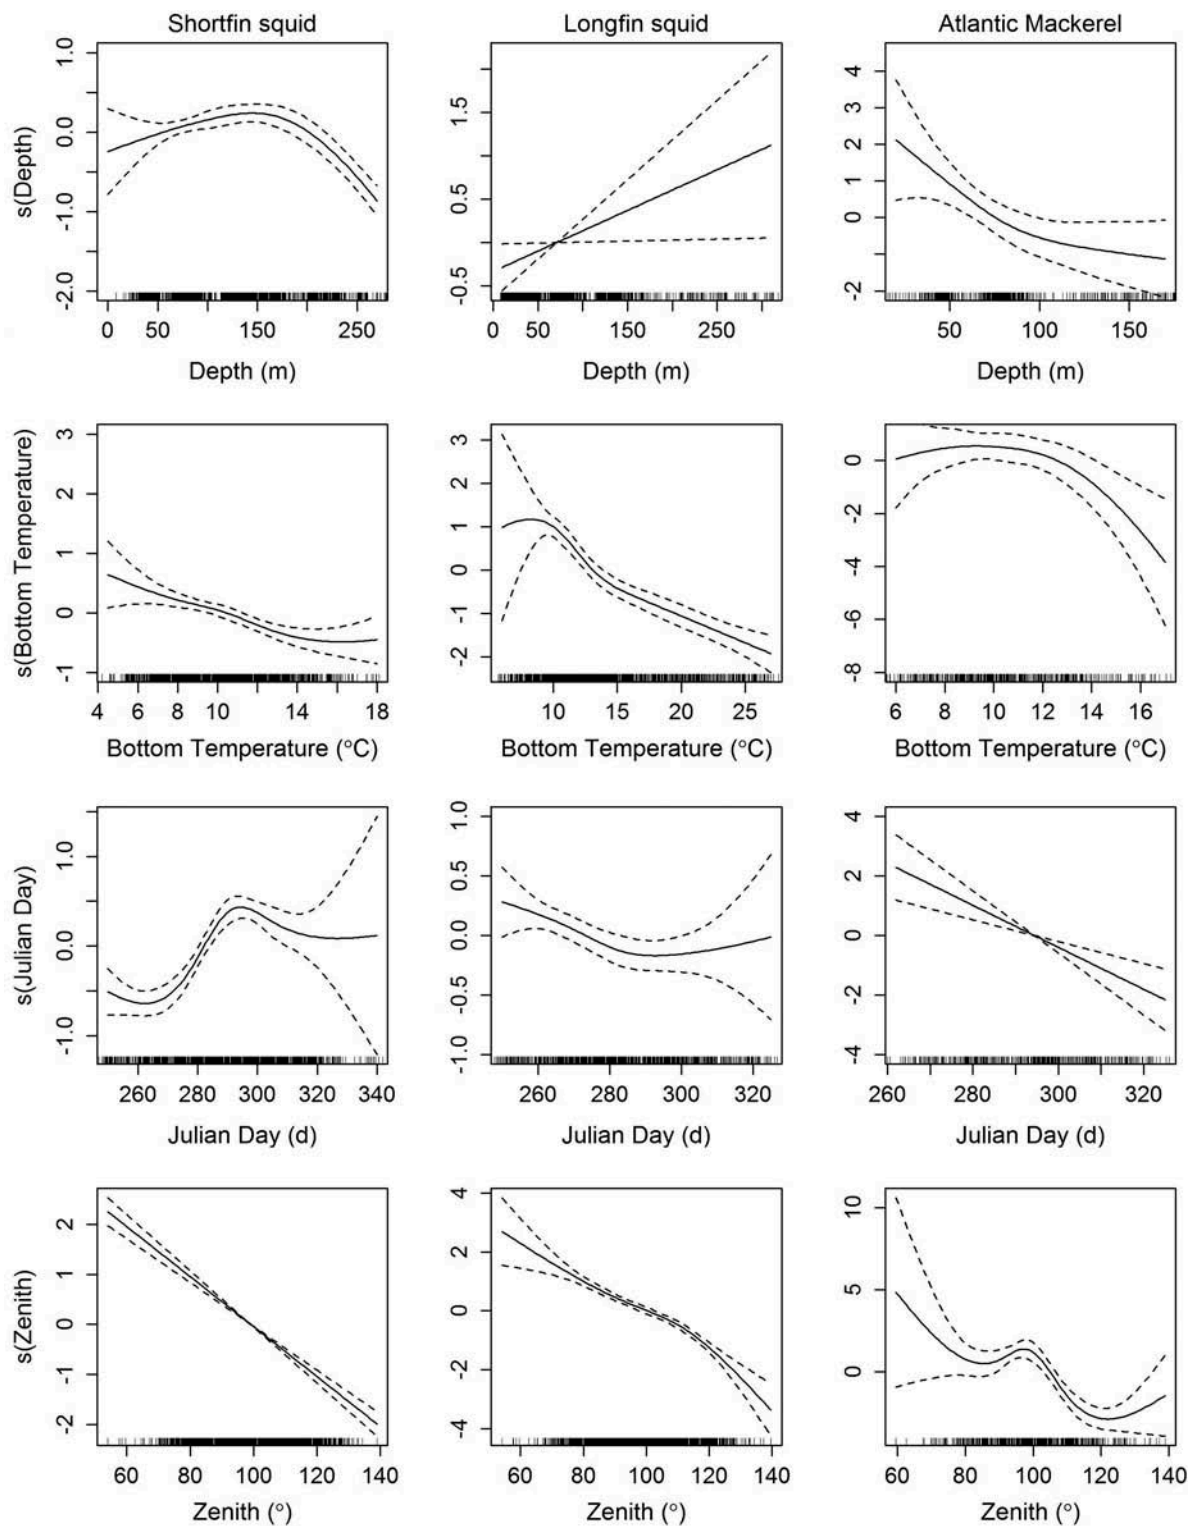 Shortfin squid Longfin squid Atlantic Mackerel
s(Depth)
1.0 0.0 -1.0 -2.0
0 50 150 250
Depth (m)
1.5 0.5 -0.5
0 50 150 250
Depth (m)
4 3 2 1 0 -2
50 100 150
Depth (m)
s(Bottom Temperature)
3 2 1 0 -1
4 6 8 10 14 18
Bottom Temperature (°C)
3 2 1 0 -1 -2
10 15 20 25
Bottom Temperature (°C)
0 -2 -4 -6 -8
6 8 10 12 14 16
Bottom Temperature (°C)
s(Julian Day)
1.0 0.0 -1.0
260 280 300 320 340
Julian Day (d)
1.0 0.5 0.0 -0.5 -1.0
260 280 300 320
Julian Day (d)
4 2 0 -2 -4
260 280 300 320
Julian Day (d)
s(Zenith)
2 1 0 -1 -2
60 80 100 120 140
Zenith (°)
4 2 0 -2 -4
60 80 100 120 140
Zenith (°)
10 5 0
60 80 100 120 140
Zenith (°)